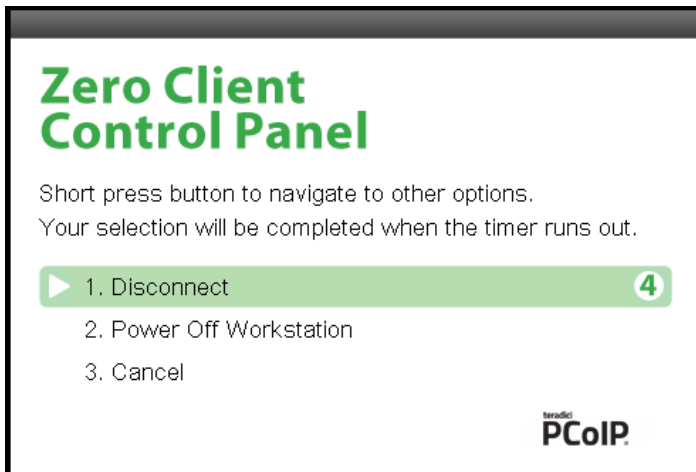 Zero Client
Control Panel
Short press button to navigate to other options.
Your selection will be completed when the timer runs out.
1. Disconnect 4
2. Power Off Workstation
3. Cancel
teradici
PCoIP®